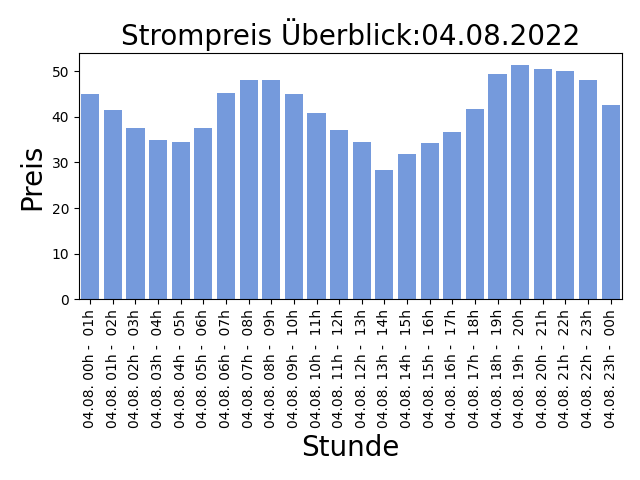 Strompreis Überblick:04.08.2022
Preis
50
40
30
20
10
0
04.08. 00h - 01h
04.08. 01h - 02h
04.08. 02h - 03h
04.08. 03h - 04h
04.08. 04h - 05h
04.08. 05h - 06h
04.08. 06h - 07h
04.08. 07h - 08h
04.08. 08h - 09h
04.08. 09h - 10h
04.08. 10h - 11h
04.08. 11h - 12h
04.08. 12h - 13h
04.08. 13h - 14h
04.08. 14h - 15h
04.08. 15h - 16h
04.08. 16h - 17h
04.08. 17h - 18h
04.08. 18h - 19h
04.08. 19h - 20h
04.08. 20h - 21h
04.08. 21h - 22h
04.08. 22h - 23h
04.08. 23h - 00h
Stunde